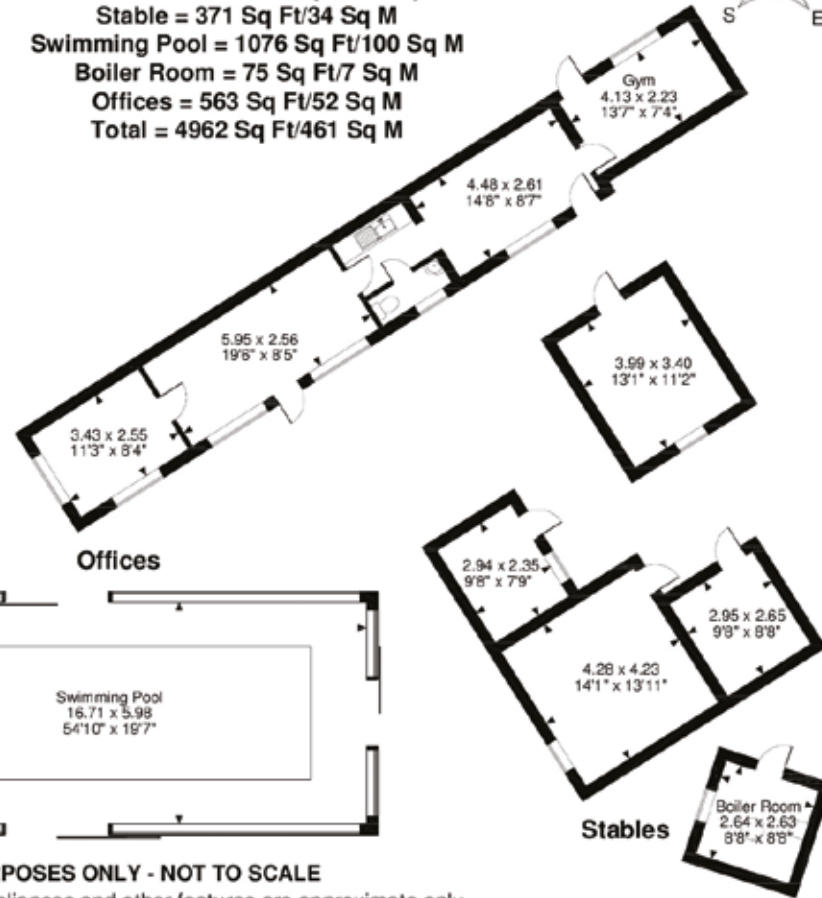 Stable = 371 Sq Ft/34 Sq M
Swimming Pool = 1076 Sq Ft/100 Sq M
Boiler Room = 75 Sq Ft/7 Sq M
Offices = 563 Sq Ft/52 Sq M
Total = 4962 Sq Ft/461 Sq M
S
E
Gym
4.13 x 2.23
13'7" x 7'4"
4.48 x 2.61
14'8" x 8'7"
5.95 x 2.56
19'6" x 8'5"
3.43 x 2.55
11'3" x 8'4"
Offices
3.99 x 3.40
13'1" x 11'2"
2.94 x 2.35
9'8" x 7'9"
2.95 x 2.65
9'8" x 8'8"
4.28 x 4.23
14'1" x 13'11"
Stables
Swimming Pool
16.71 x 5.98
54'10" x 19'7"
Boiler Room
2.64 x 2.63
8'8" x 8'8"
POSES ONLY - NOT TO SCALE
and other features are approximate only